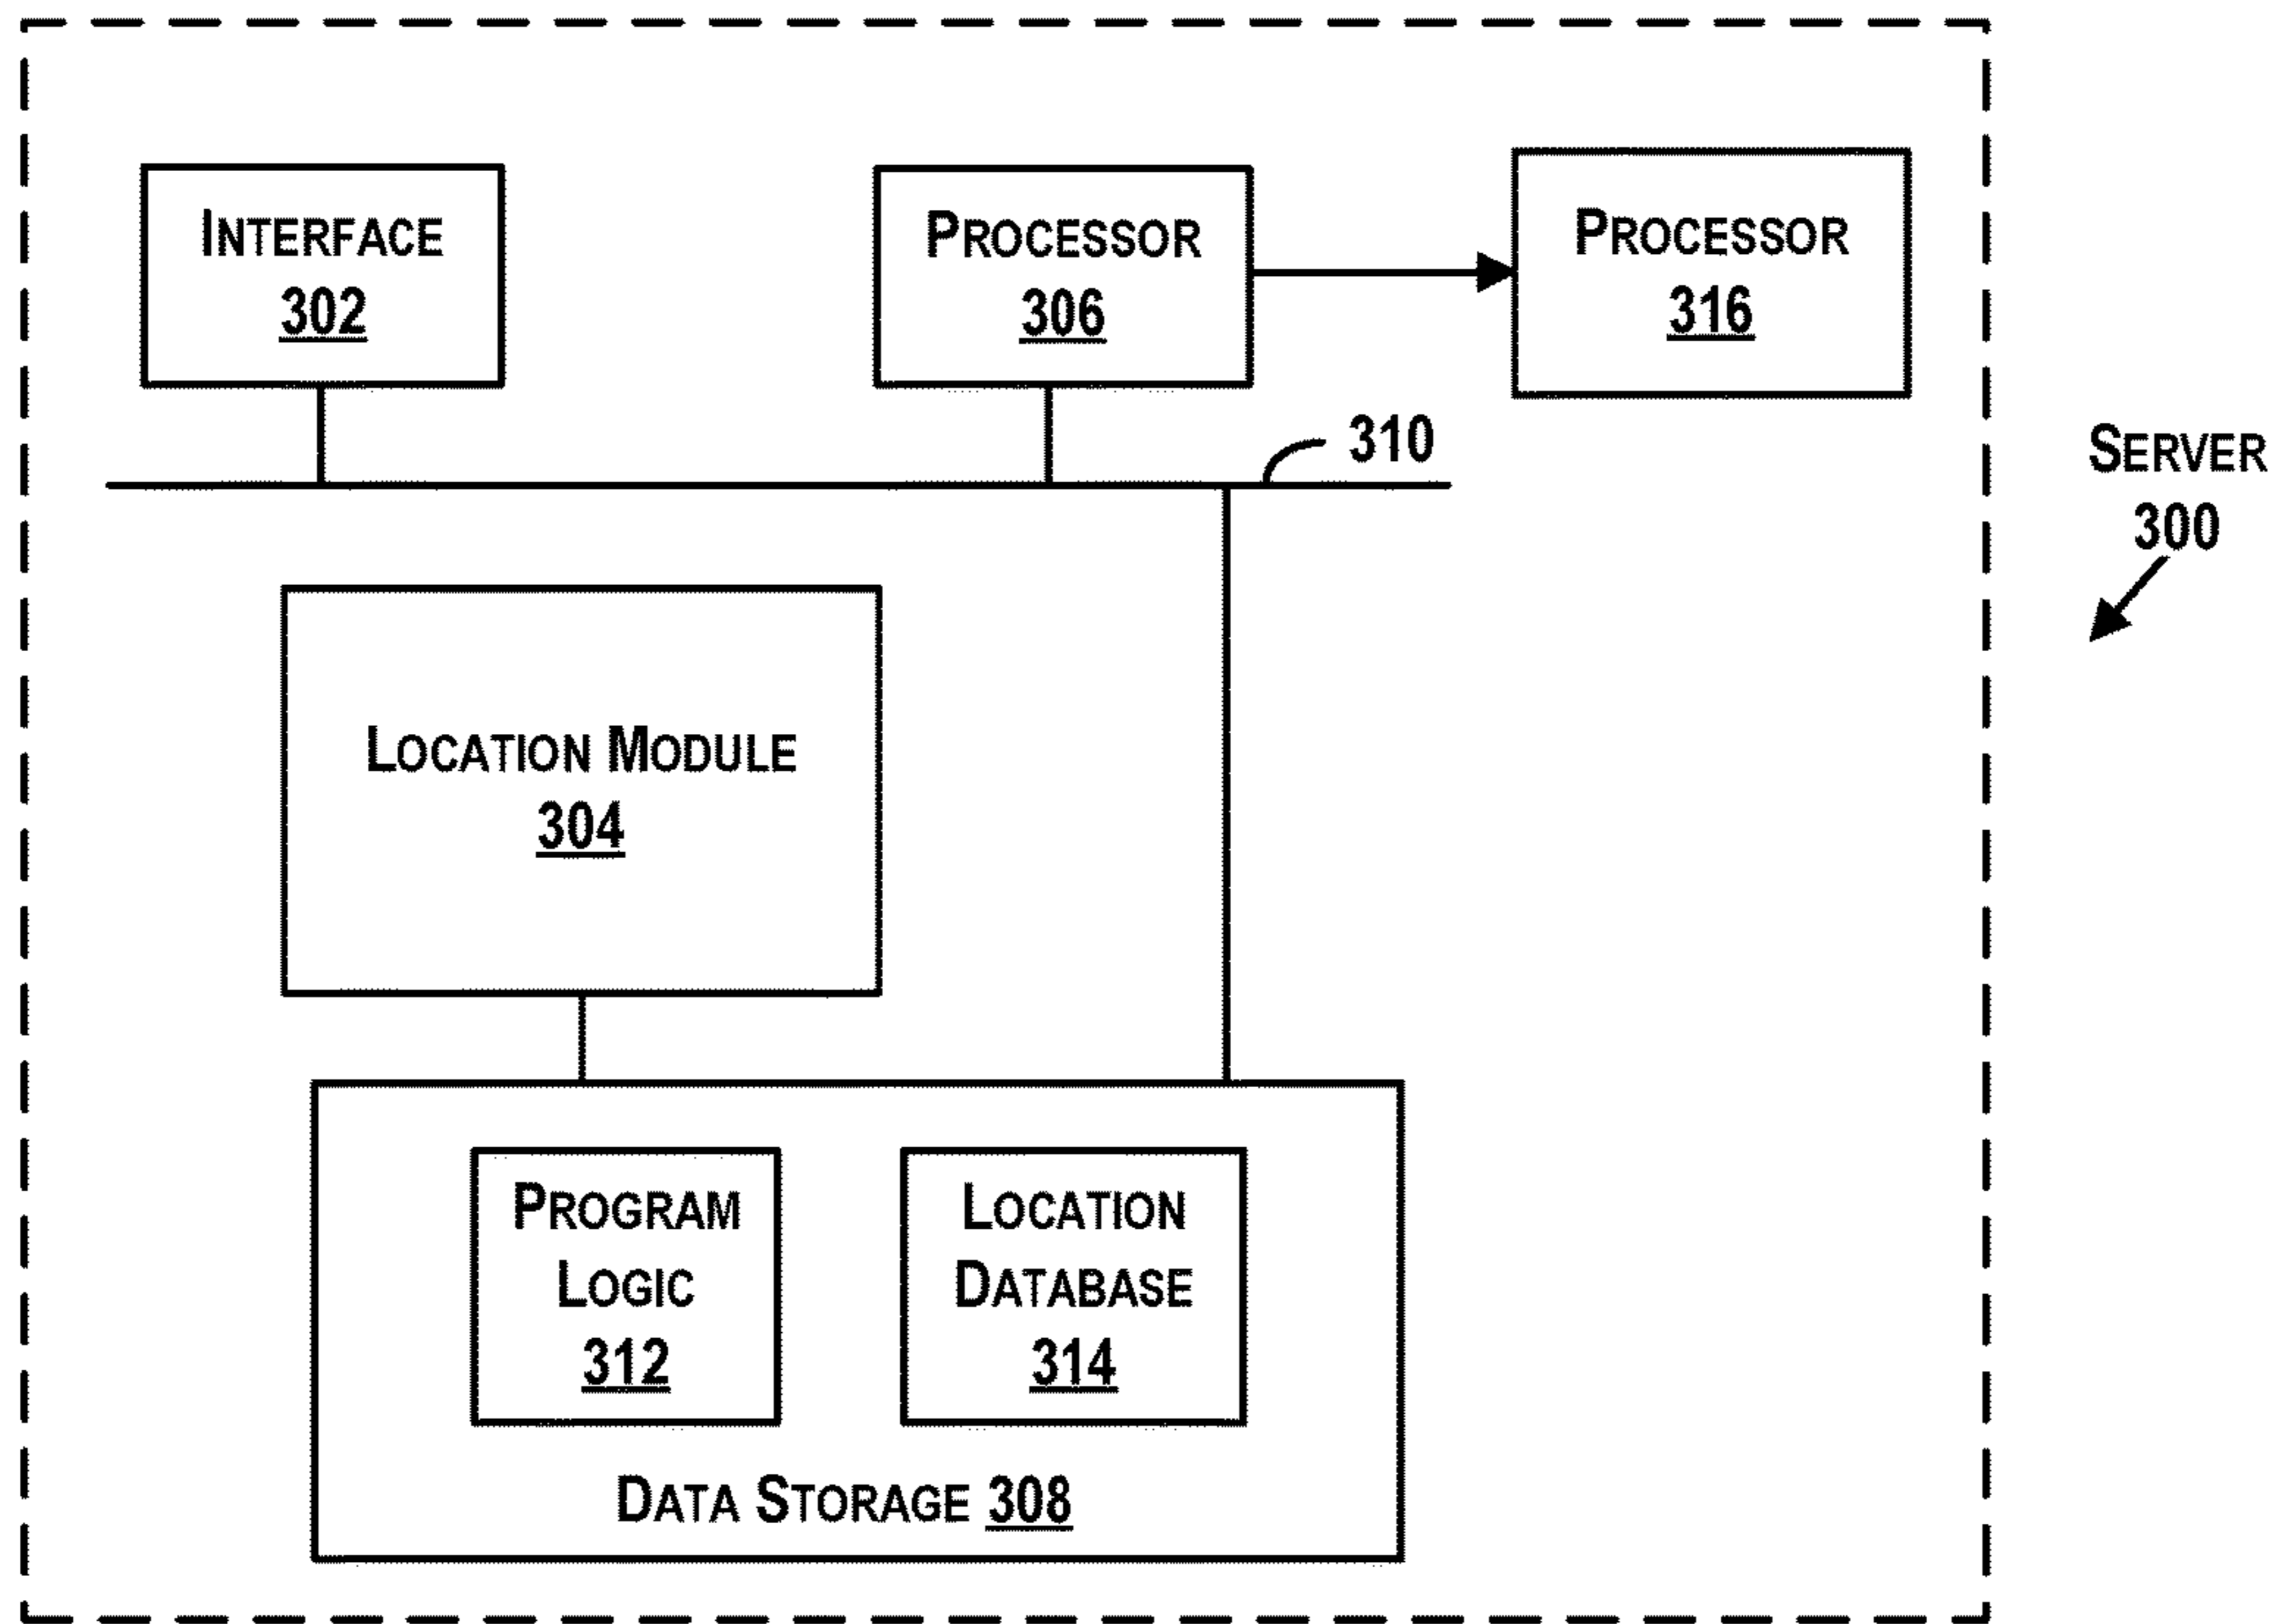 INTERFACE
302
PROCESSOR
306
PROCESSOR
316
310
SERVER
300
LOCATION MODULE
304
PROGRAM
LOGIC
312
LOCATION
DATABASE
314
DATA STORAGE 308